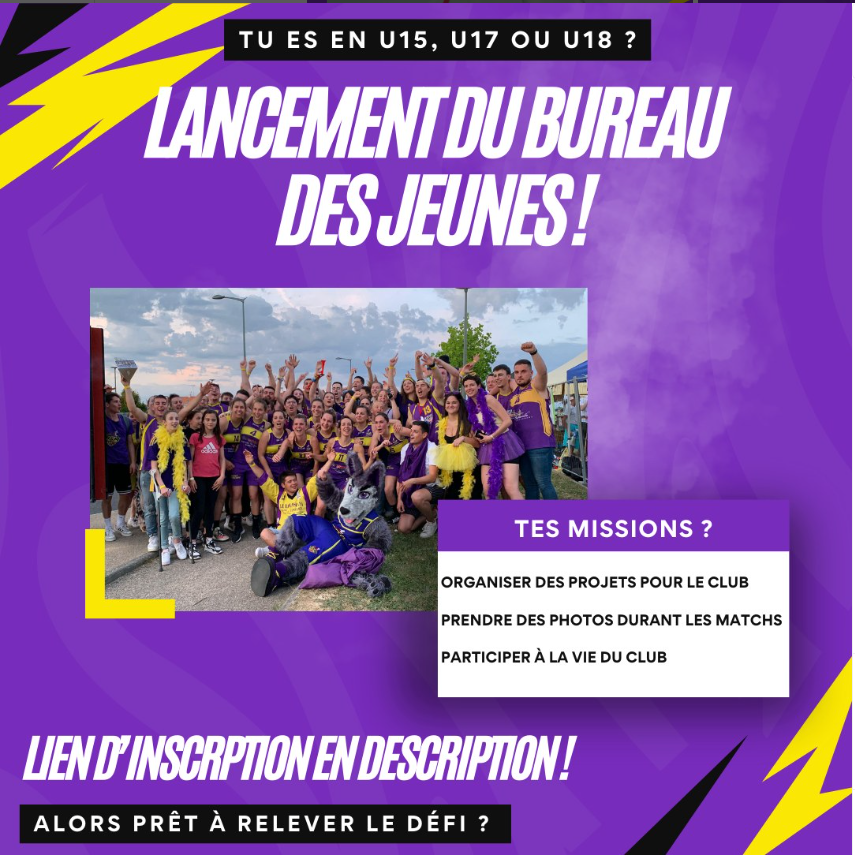 TU ES EN U15, U17 OU U18 ?
LANCEMENT DU BUREAU
DES JEUNES !
adidas
TES MISSIONS ?
ORGANISER DES PROJETS POUR LE CLUB
PRENDRE DES PHOTOS DURANT LES MATCHS
PARTICIPER À LA VIE DU CLUB
LIEN D'INSCRPTION EN DESCRIPTION !
ALORS PRÊT À RELEVER LE DÉFI ?